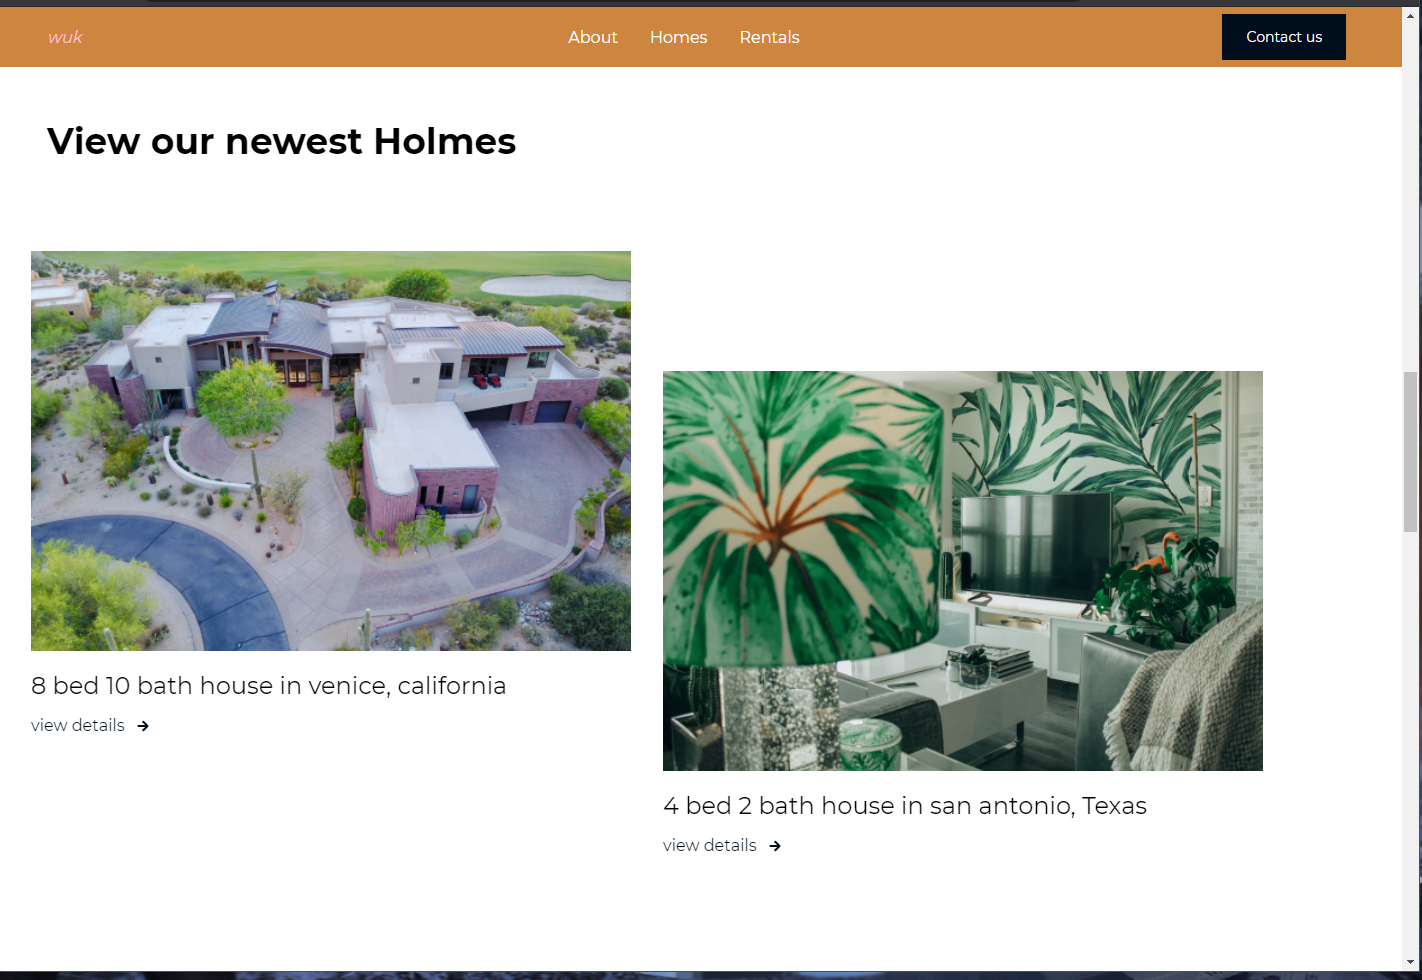 wuk
About
Homes
Rentals
Contact us
View our newest Holmes
8 bed 10 bath house in venice, california
view details
4 bed 2 bath house in san antonio, Texas
view details